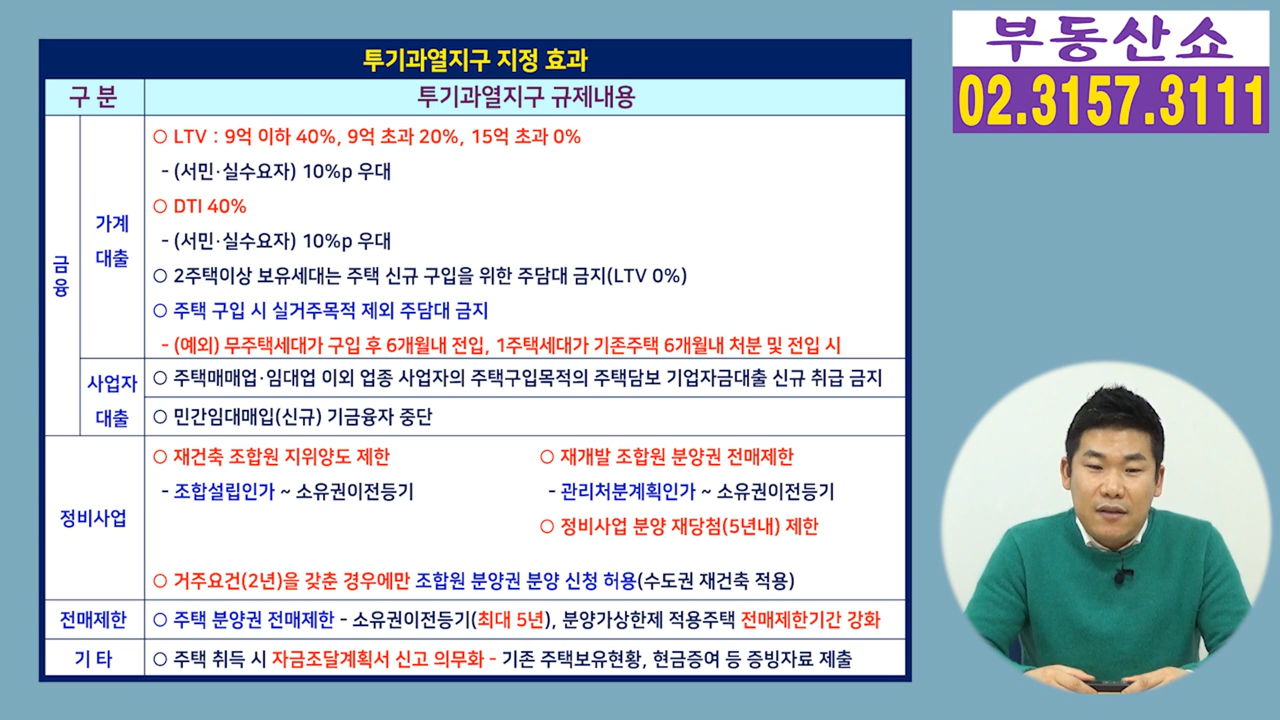 부동산쇼
02.3157.3111
투기과열지구 지정 효과
구 분
투기과열지구 규제내용
금융
가계
대출
○ LTV : 9억 이하 40%, 9억 초과 20%, 15억 초과 0%
- (서민·실수요자) 10%p 우대
○ DTI 40%
- (서민·실수요자) 10%p 우대
○ 2주택이상 보유세대는 주택 신규 구입을 위한 주담대 금지(LTV 0%)
○ 주택 구입 시 실거주목적 제외 주담대 금지
- (예외) 무주택세대가 구입 후 6개월내 전입, 1주택세대가 기존주택 6개월내 처분 및 전입 시
사업자
대출
○ 주택매매업·임대업 이외 업종 사업자의 주택구입목적의 주택담보 기업자금대출 신규 취급 금지
○ 민간임대매입(신규) 기금융자 중단
정비사업
○ 재건축 조합원 지위양도 제한
- 조합설립인가 ~ 소유권이전등기
○ 재개발 조합원 분양권 전매제한
- 관리처분계획인가 ~ 소유권이전등기
○ 정비사업 분양 재당첨(5년내) 제한
○ 거주요건(2년)을 갖춘 경우에만 조합원 분양권 분양 신청 허용(수도권 재건축 적용)
전매제한
○ 주택 분양권 전매제한 - 소유권이전등기(최대 5년), 분양가상한제 적용주택 전매제한기간 강화
기 타
○ 주택 취득 시 자금조달계획서 신고 의무화 - 기존 주택보유현황, 현금증여 등 증빙자료 제출